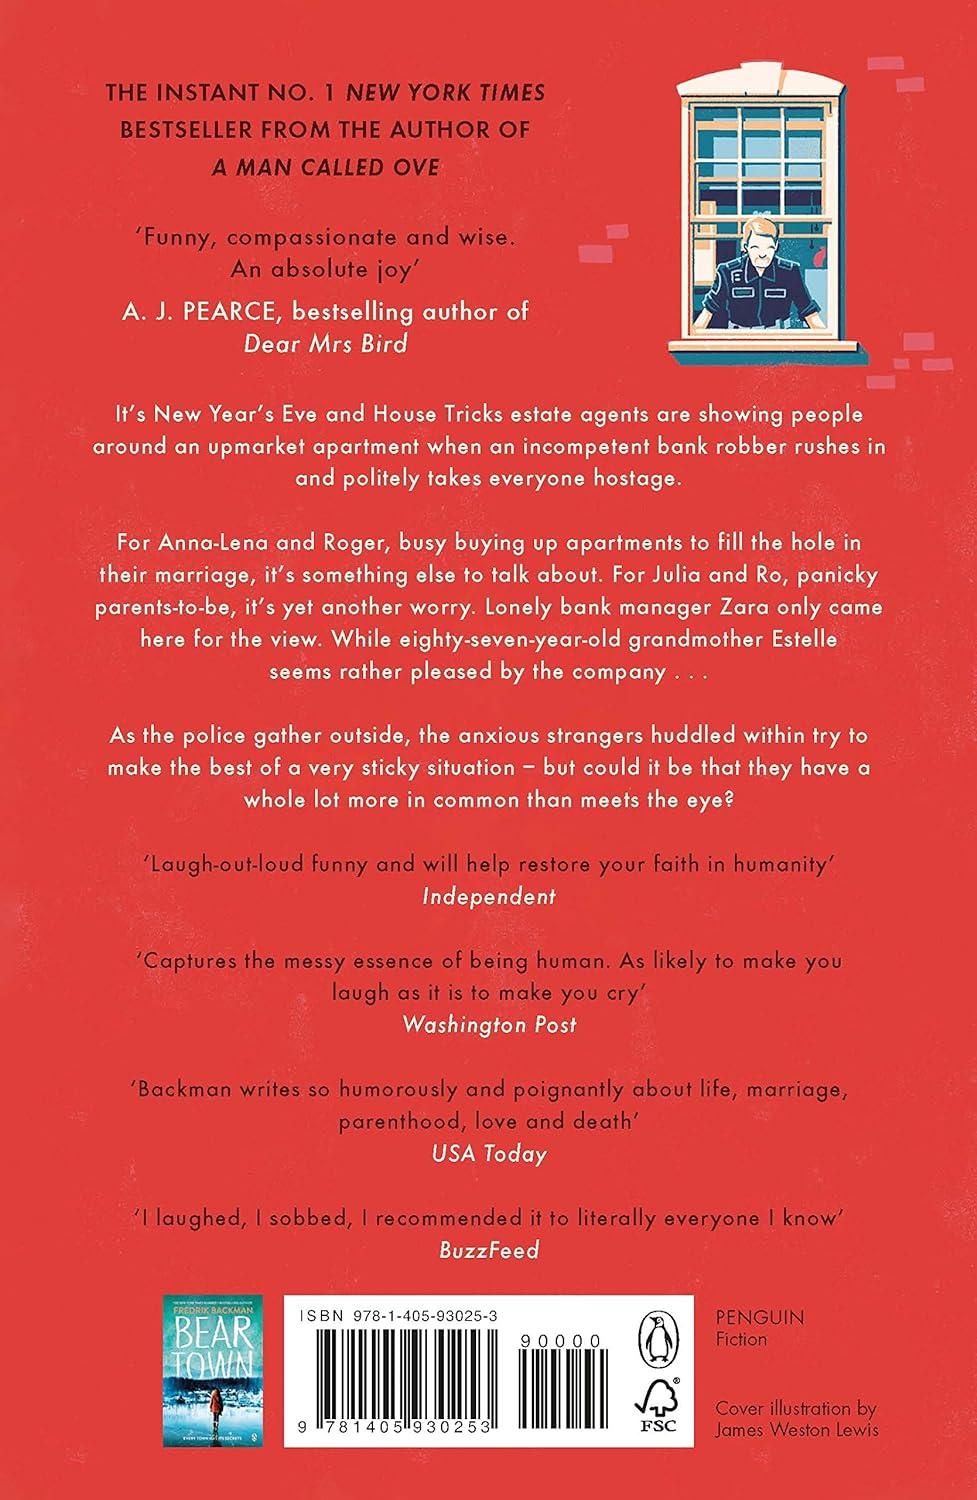 THE INSTANT NO. 1 NEW YORK TIMES
BESTSELLER FROM THE AUTHOR OF
A MAN CALLED OVE
‘Funny, compassionate and wise.
An absolute joy’
A. J. PEARCE, bestselling author of
Dear Mrs Bird
It’s New Year’s Eve and House Tricks estate agents are showing people
around an upmarket apartment when an incompetent bank robber rushes in
and politely takes everyone hostage.
For Anna-Lena and Roger, busy buying up apartments to fill the hole in
their marriage, it’s something else to talk about. For Julia and Ro, panicky
parents-to-be, it’s yet another worry. Lonely bank manager Zara only came
here for the view. While eighty-seven-year-old grandmother Estelle
seems rather pleased by the company . . .
As the police gather outside, the anxious strangers huddled within try to
make the best of a very sticky situation – but could it be that they have a
whole lot more in common than meets the eye?
‘Laugh-out-loud funny and will help restore your faith in humanity’
Independent
‘Captures the messy essence of being human. As likely to make you
laugh as it is to make you cry’
Washington Post
‘Backman writes so humorously and poignantly about life, marriage,
parenthood, love and death’
USA Today
‘I laughed, I sobbed, I recommended it to literally everyone I know’
BuzzFeed
FREDRIK BACKMAN
BEAR
TOWN
EVERY TOWN HAS ITS SECRETS
ISBN 978-1-405-93025-3
90000
9 781405 930253
FSC
®
PENGUIN
Fiction
Cover illustration by
James Weston Lewis